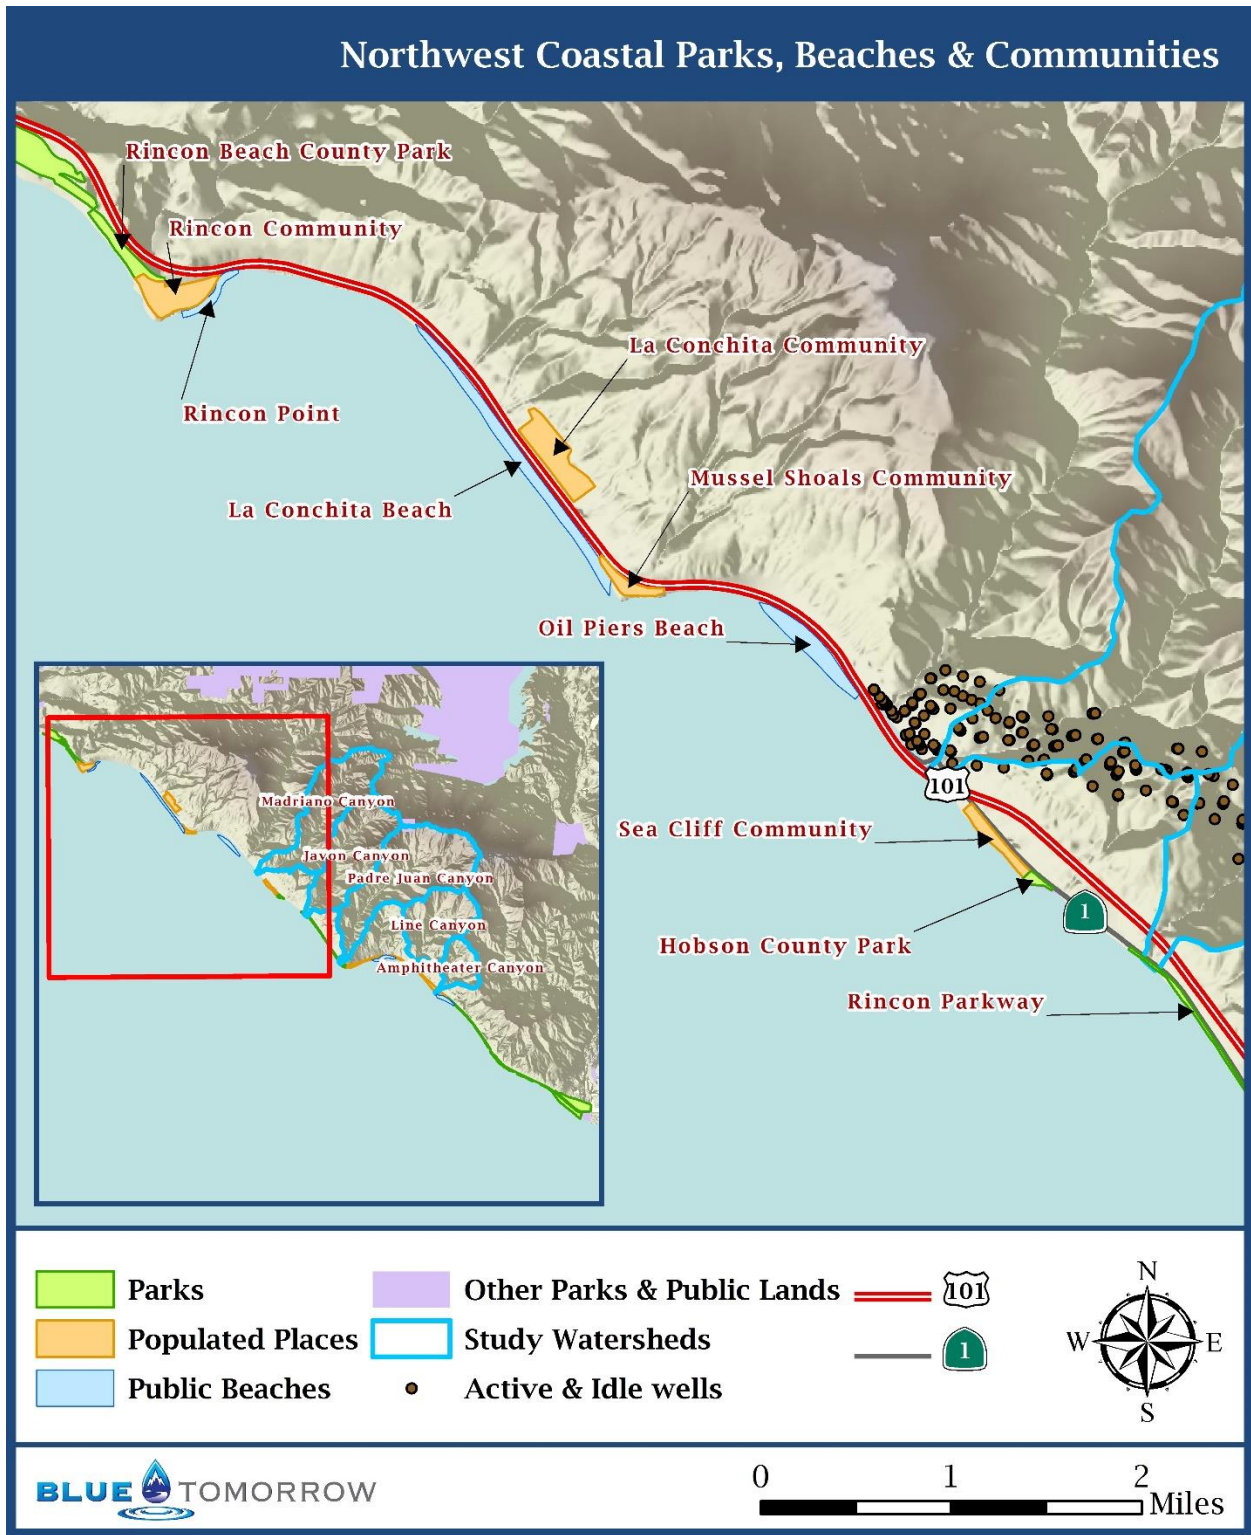 Northwest Coastal Parks, Beaches & Communities
Rincon Beach County Park
Rincon Community
La Conchita Community
Rincon Point
Mussel Shoals Community
La Conchita Beach
Oil Piers Beach
101
Sea Cliff Community
1
Hobson County Park
Rincon Parkway
Madriano Canyon
Javon Canyon
Padre Juan Canyon
Line Canyon
Amphitheater Canyon
Parks
Populated Places
Public Beaches
Other Parks & Public Lands
Study Watersheds
Active & Idle wells
101
1
N
W E
S
BLUE TOMORROW
0 1 2
Miles